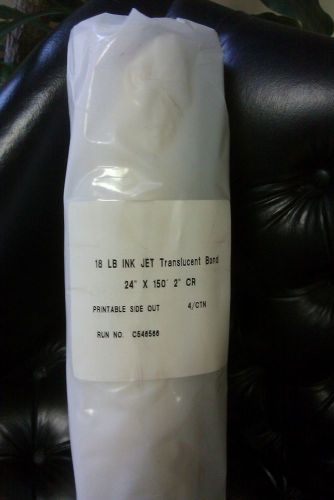 18 LB INK JET Translucent Bond
24" X 150' 2" CR
PRINTABLE SIDE OUT 4/CTN
RUN NO. C546566